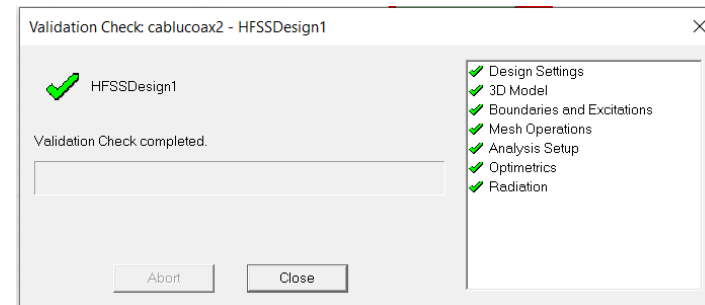 Validation Check: cablucoax2 - HFSSDesign1
HFSSDesign1
Validation Check completed.
Design Settings
3D Model
Boundaries and Excitations
Mesh Operations
Analysis Setup
Optimetrics
Radiation
Abort
Close